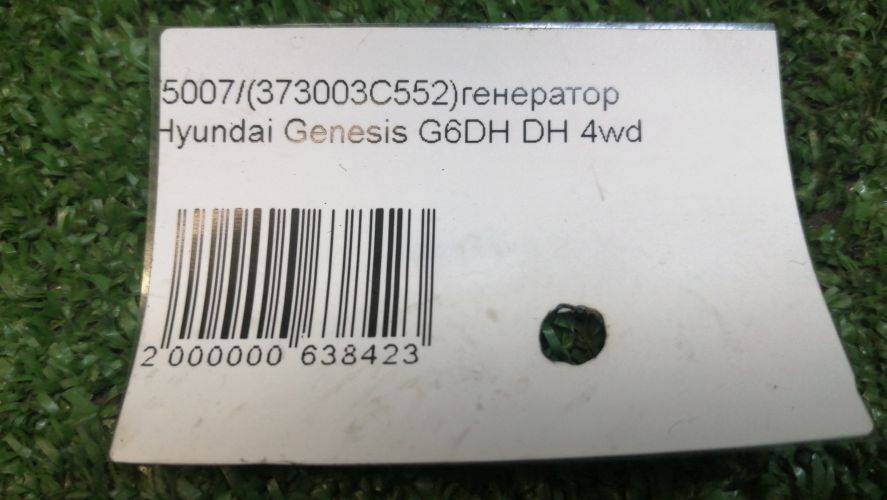 5007/(373003C552)генератор
Hyundai Genesis G6DH DH 4wd
2 000000 638423